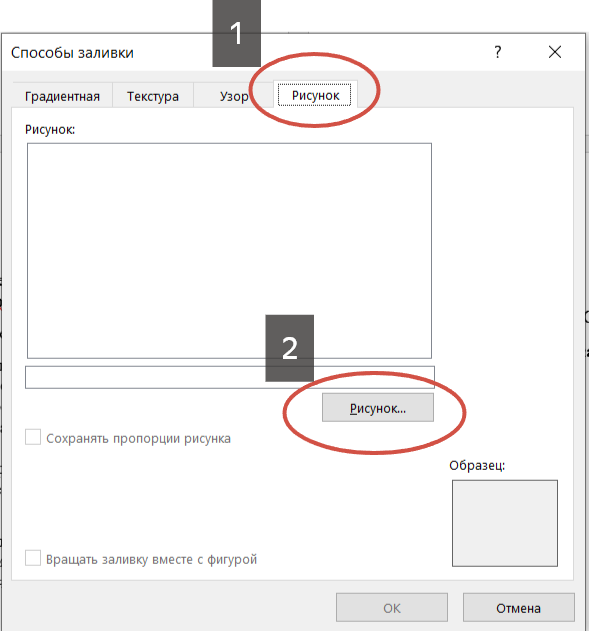 1
Способы заливки ?
Градиентная Текстура Узор Рисунок
Рисунок:
2
Рисунок...
Сохранять пропорции рисунка
Образец:
Вращать заливку вместе с фигурой
ОК Отмена